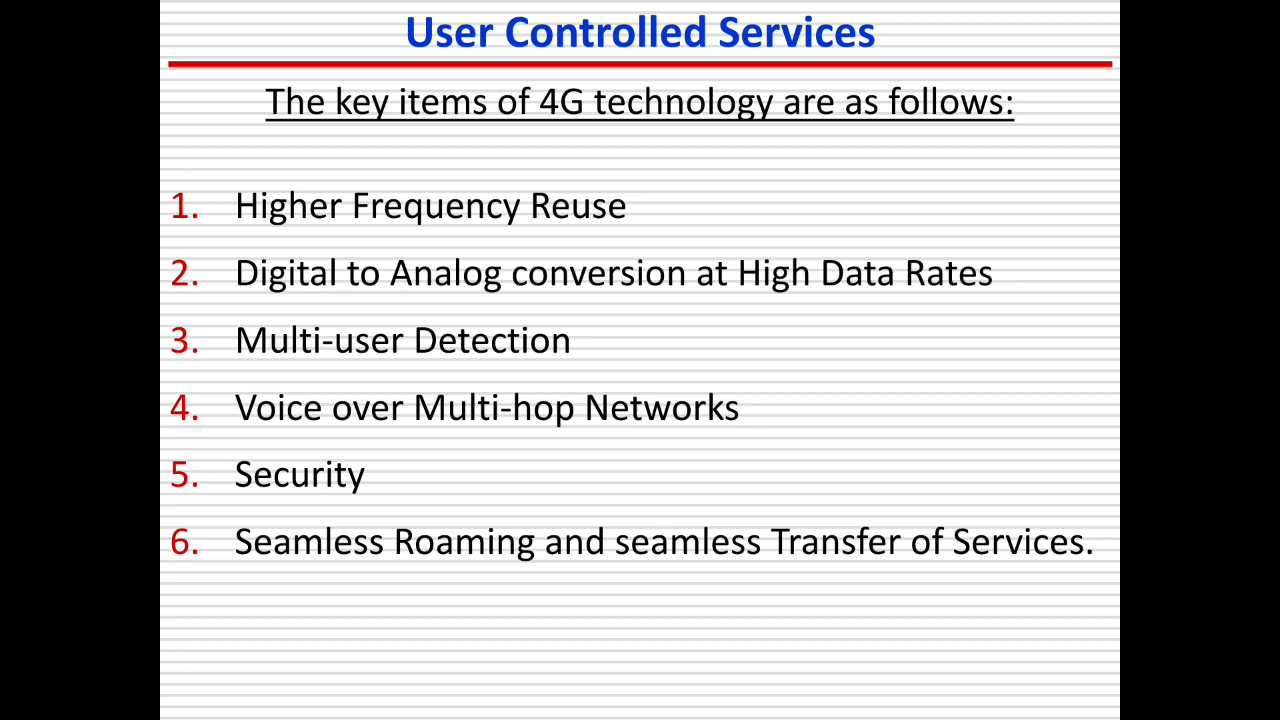 User Controlled Services
The key items of 4G technology are as follows:
1. Higher Frequency Reuse
2. Digital to Analog conversion at High Data Rates
3. Multi-user Detection
4. Voice over Multi-hop Networks
5. Security
6. Seamless Roaming and seamless Transfer of Services.